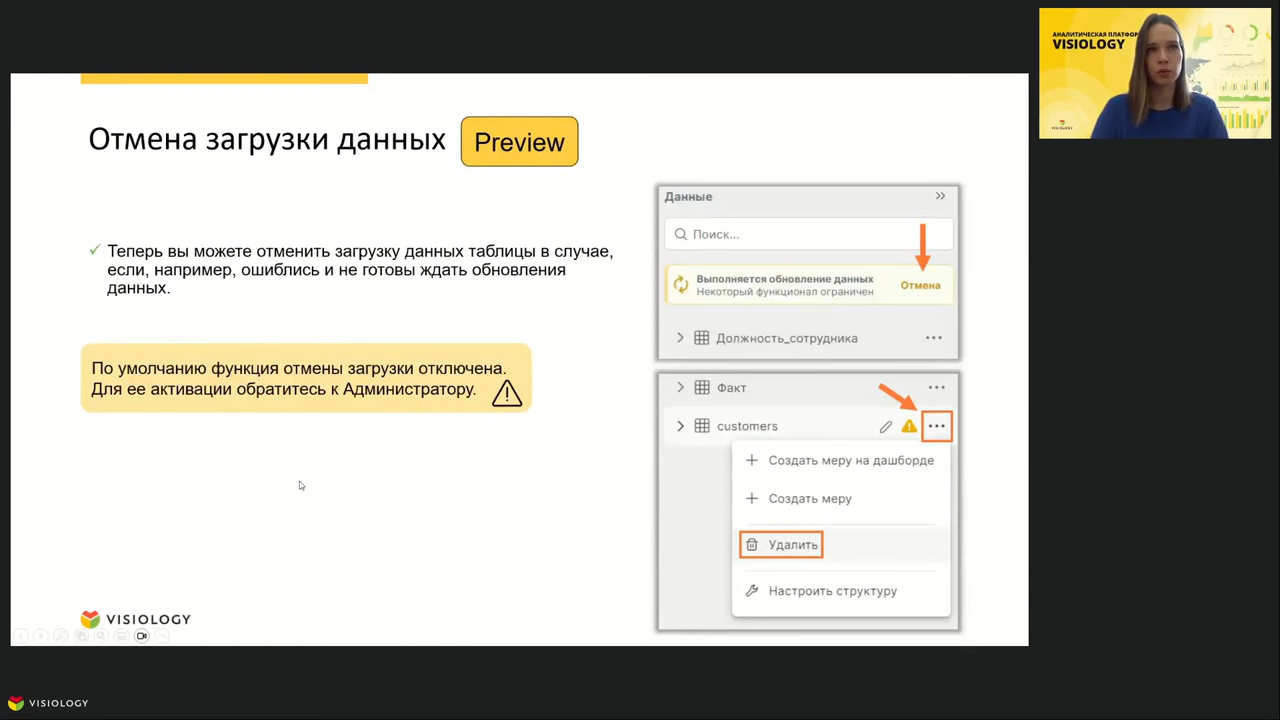 АНАЛИТИЧЕСКАЯ ПЛАТФОР
VISIOLOGY
VISIOLOGY
Отмена загрузки данных
Preview
Теперь вы можете отменить загрузку данных таблицы в случае,
если, например, ошиблись и не готовы ждать обновления
данных.
По умолчанию функция отмены загрузки отключена.
Для ее активации обратитесь к Администратору.
Данные
Поиск...
Выполняется обновление данных
Некоторый функционал ограничен
Отмена
Должность_сотрудника
Факт
customers
Создать меру на дашборде
Создать меру
Удалить
Настроить структуру
VISIOLOGY
VISIOLOGY